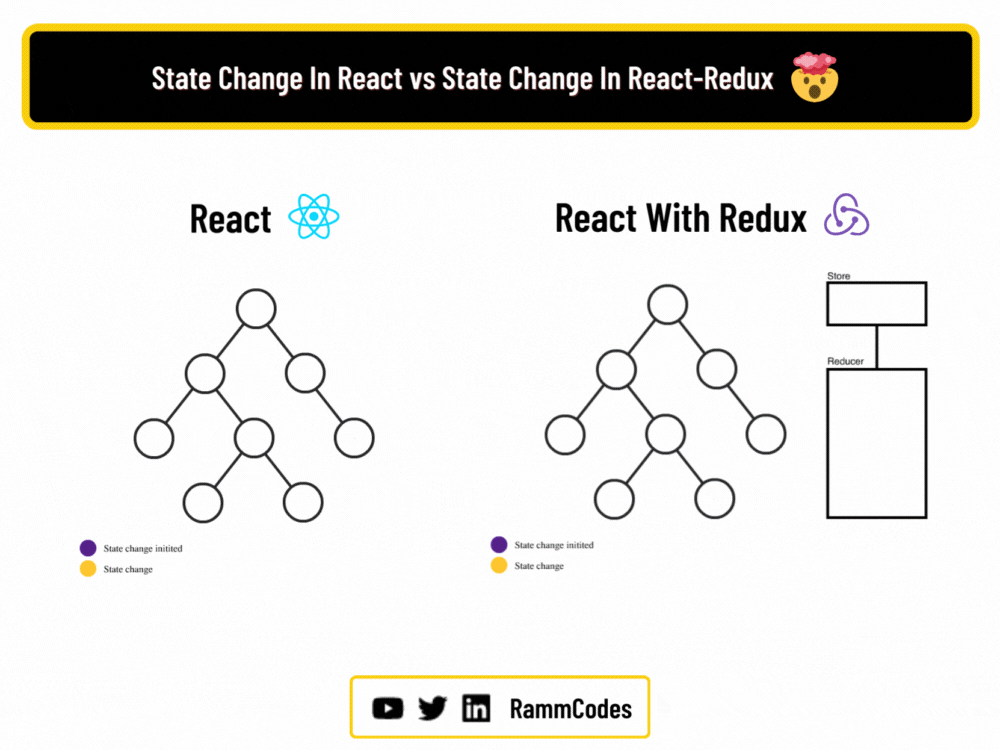 State Change In React vs State Change In React-Redux
React
React With Redux
Store
Reducer
State change initited
State change
State change initited
State change
RammCodes